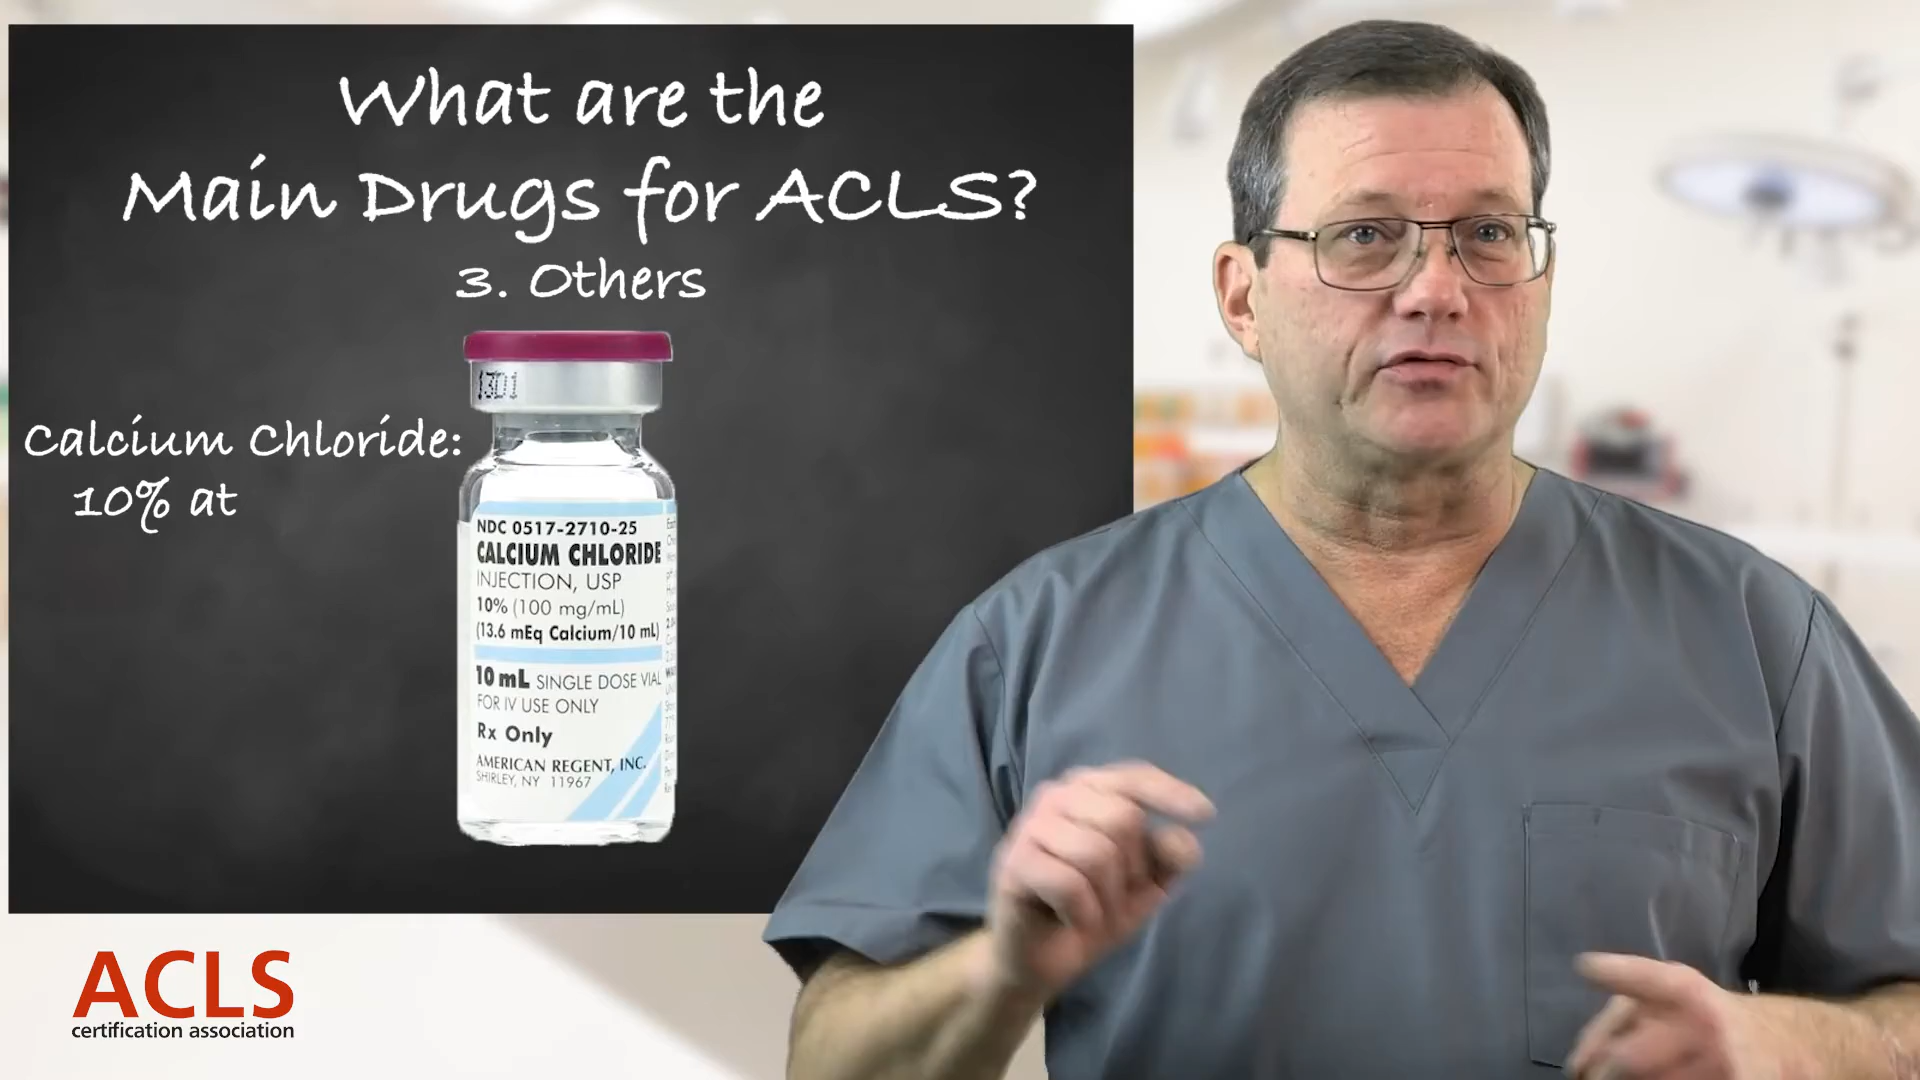 What are the
Main Drugs for ACLS?
3. Others
Calcium Chloride:
10% at
13D1
NDC 0517-2710-25
CALCIUM CHLORIDE
INJECTION, USP
10% (100 mg/mL)
(13.6 mEq Calcium/10 mL)
10 mL SINGLE DOSE VIAL
FOR IV USE ONLY
Rx Only
AMERICAN REGENT, INC.
SHIRLEY, NY 11967
ACLS
certification association